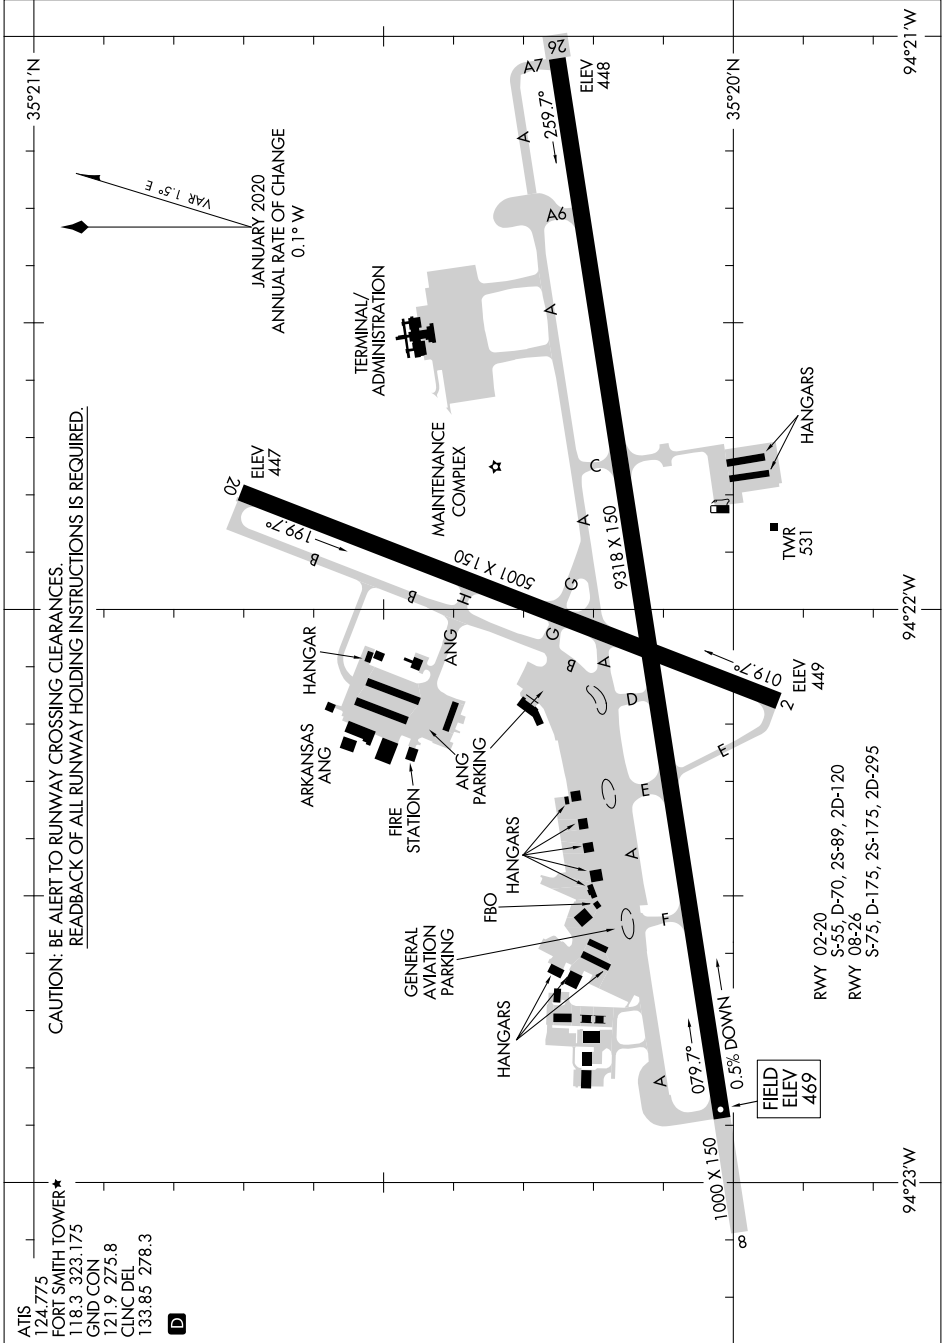 ATIS
124.775
FORT SMITH TOWER★
118.3 323.175
GND CON
121.9 275.8
CLNC DEL
133.85 278.3
D
CAUTION: BE ALERT TO RUNWAY CROSSING CLEARANCES.
READBACK OF ALL RUNWAY HOLDING INSTRUCTIONS IS REQUIRED.
35°21'N
VAR 1.5° E
JANUARY 2020
ANNUAL RATE OF CHANGE
0.1° W
TERMINAL/
ADMINISTRATION
MAINTENANCE
COMPLEX
20
ELEV
447
199.7°
B
B
H
5001 X 150
HANGAR
ARKANSAS
ANG
ANG
FIRE
STATION
ANG
PARKING
G
G
B
HANGARS
FBO
GENERAL
AVIATION
PARKING
HANGARS
A7
26
ELEV
448
259.7°
A
A6
A
C
A
9318 X 150
A
D
E
A
F
A
E
019.7°
2
ELEV
449
HANGARS
TWR
531
079.7°
0.5% DOWN
FIELD
ELEV
469
1000 X 150
8
RWY 02-20
S-55, D-70, 2S-89, 2D-120
RWY 08-26
S-75, D-175, 2S-175, 2D-295
35°20'N
94°21'W
94°22'W
94°23'W